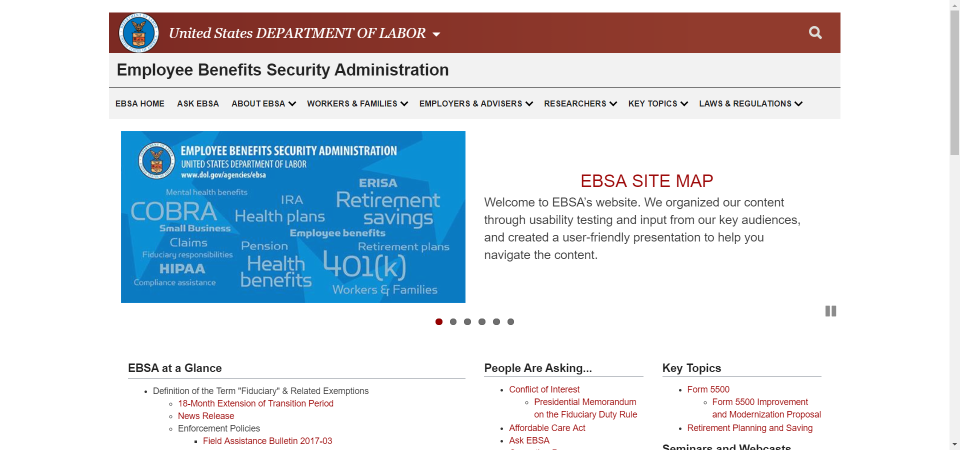 United States DEPARTMENT OF LABOR
Employee Benefits Security Administration
EBSA HOME
ASK EBSA
ABOUT EBSA
WORKERS & FAMILIES
EMPLOYERS & ADVISERS
RESEARCHERS
KEY TOPICS
LAWS & REGULATIONS
EMPLOYEE BENEFITS SECURITY ADMINISTRATION
UNITED STATES DEPARTMENT OF LABOR
www.dol.gov/agencies/ebsa
ERISA
Mental health benefits
IRA
Retirement
savings
COBRA
Health plans
Small Business
Employee benefits
Claims
Pension
Retirement plans
Fiduciary responsibilities
HIPAA
Health
benefits
401(k)
Compliance assistance
Workers & Families
EBSA SITE MAP
Welcome to EBSA's website. We organized our content
through usability testing and input from our key audiences,
and created a user-friendly presentation to help you
navigate the content.
EBSA at a Glance
Definition of the Term "Fiduciary" & Related Exemptions
18-Month Extension of Transition Period
News Release
Enforcement Policies
Field Assistance Bulletin 2017-03
People Are Asking...
Conflict of Interest
Presidential Memorandum
on the Fiduciary Duty Rule
Affordable Care Act
Ask EBSA
Key Topics
Form 5500
Form 5500 Improvement
and Modernization Proposal
Retirement Planning and Saving
Seminars and Webcasts